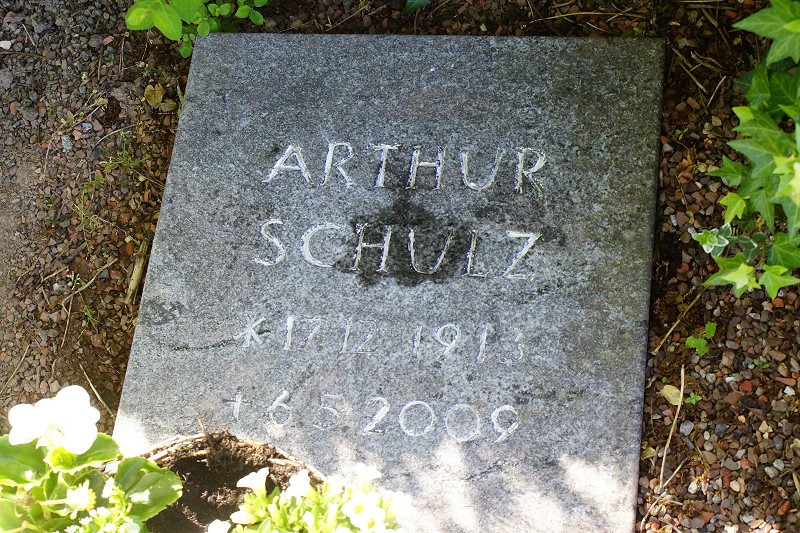 ARTHUR
SCHULZ
* 17.12.1913
+ 6.5.2009